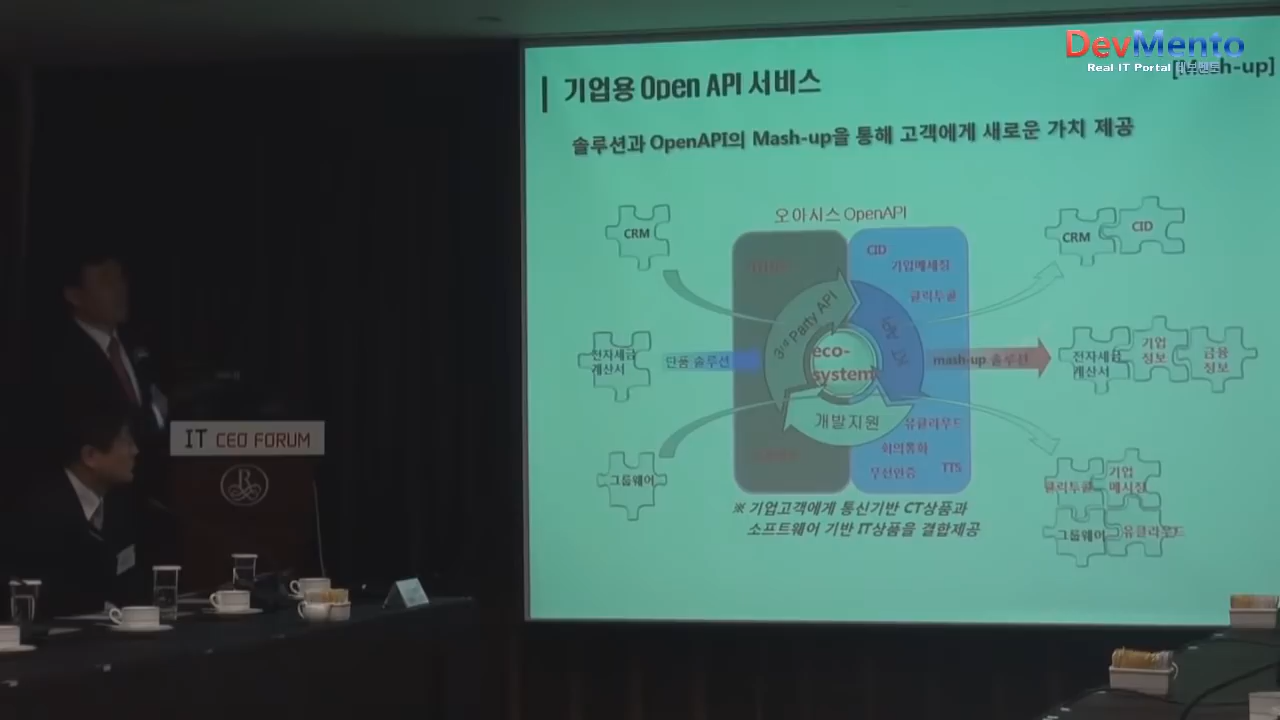 DevMento
Real IT Portal 데브멘토
기업용 Open API 서비스
솔루션과 OpenAPI의 Mash-up을 통해 고객에게 새로운 가치 제공
오아시스 OpenAPI
CRM
CID
기업메세징
클릭투콜
3rd Party API
CRM
CID
전자세금
계산서
단품 솔루션
eco-
system
mash-up 솔루션
전자세금
계산서
기업
정보
금융
정보
개발지원
유클라우드
회의통화
무선인증
TTS
그룹웨어
클릭투콜
기업
메시징
그룹웨어
유클라우드
※ 기업고객에게 통신기반 CT상품과
소프트웨어 기반 IT상품을 결합제공
IT CEO FORUM
R